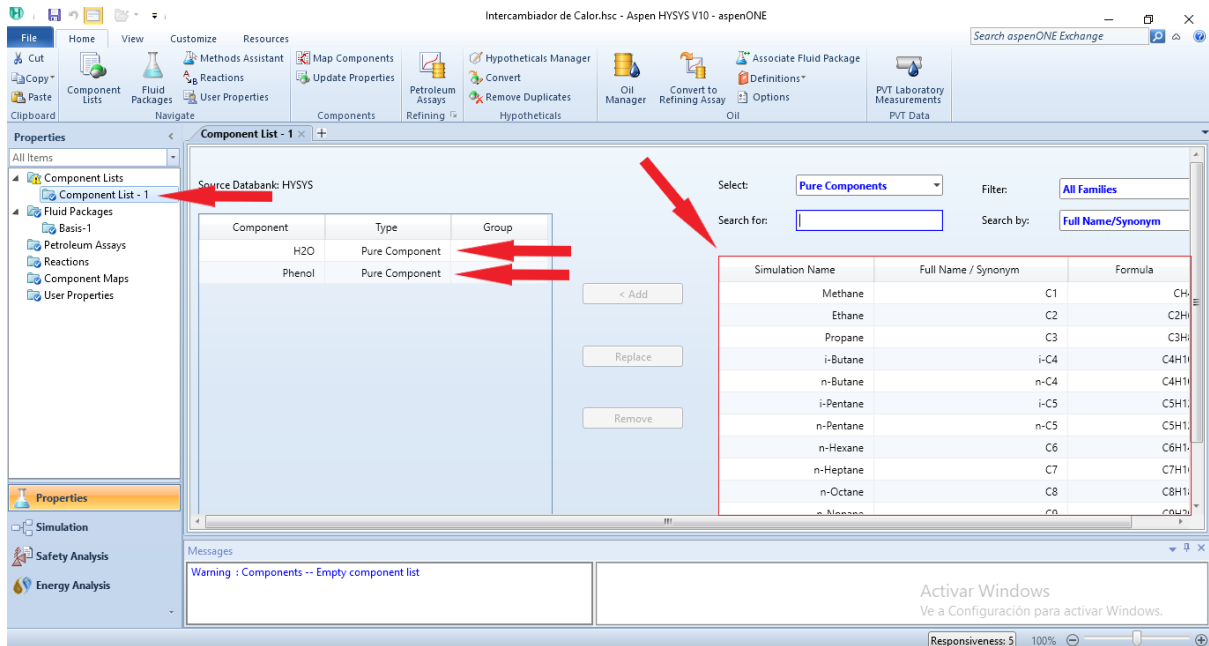 Intercambiador de Calor.hsc - Aspen HYSYS V10 - aspenONE
File Home View Customize Resources
Search aspenONE Exchange
Cut
Copy
Paste
Clipboard
Component Lists
Fluid Packages
Methods Assistant
Reactions
User Properties
Navigate
Map Components
Update Properties
Components
Petroleum Assays
Refining
Hypotheticals Manager
Convert
Remove Duplicates
Hypotheticals
Oil Manager
Convert to Refining Assay
Associate Fluid Package
Definitions
Options
Oil
PVT Laboratory Measurements
PVT Data
Properties
All Items
Component Lists
Component List - 1
Fluid Packages
Basis-1
Petroleum Assays
Reactions
Component Maps
User Properties
Properties
Simulation
Safety Analysis
Energy Analysis
Component List - 1
Source Databank: HYSYS
Component Type Group
H2O Pure Component
Phenol Pure Component
< Add
Replace
Remove
Select: Pure Components Filter: All Families
Search for: Search by: Full Name/Synonym
Simulation Name Full Name / Synonym Formula
Methane C1
Ethane C2
Propane C3
i-Butane i-C4
n-Butane n-C4
i-Pentane i-C5
n-Pentane n-C5
n-Hexane C6
n-Heptane C7
n-Octane C8
n-Nonane C9
Messages
Warning : Components -- Empty component list
Activar Windows
Ve a Configuración para activar Windows.
Responsiveness: 5 100%